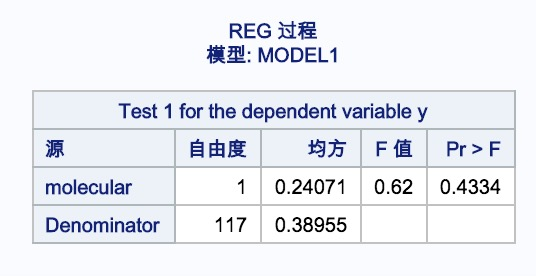 REG 过程
模型: MODEL1
Test 1 for the dependent variable y
源 自由度 均方 F 值 Pr > F
molecular 1 0.24071 0.62 0.4334
Denominator 117 0.38955